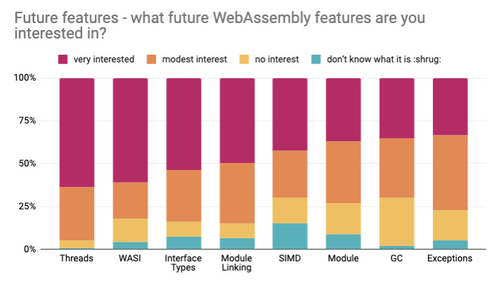 Future features - what future WebAssembly features are you
interested in?
very interested modest interest no interest don't know what it is :shrug:
100%
75%
50%
25%
0%
Threads WASI Interface Types Module Linking SIMD Module GC Exceptions